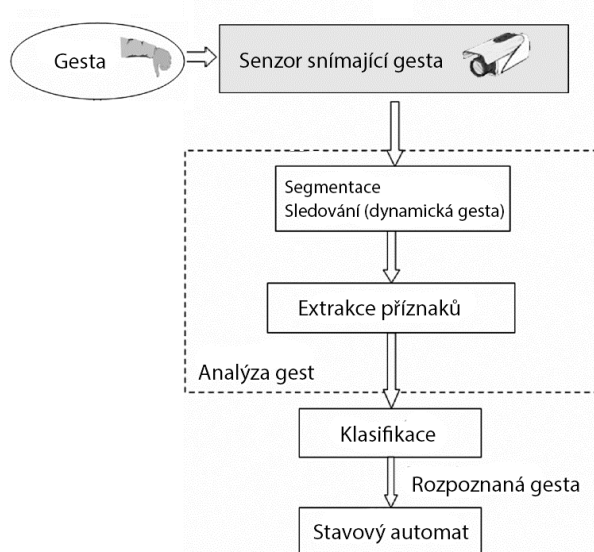 Gesta
Senzor snímající gesta
Segmentace
Sledování (dynamická gesta)
Extrakce příznaků
Analýza gest
Klasifikace
Rozpoznaná gesta
Stavový automat